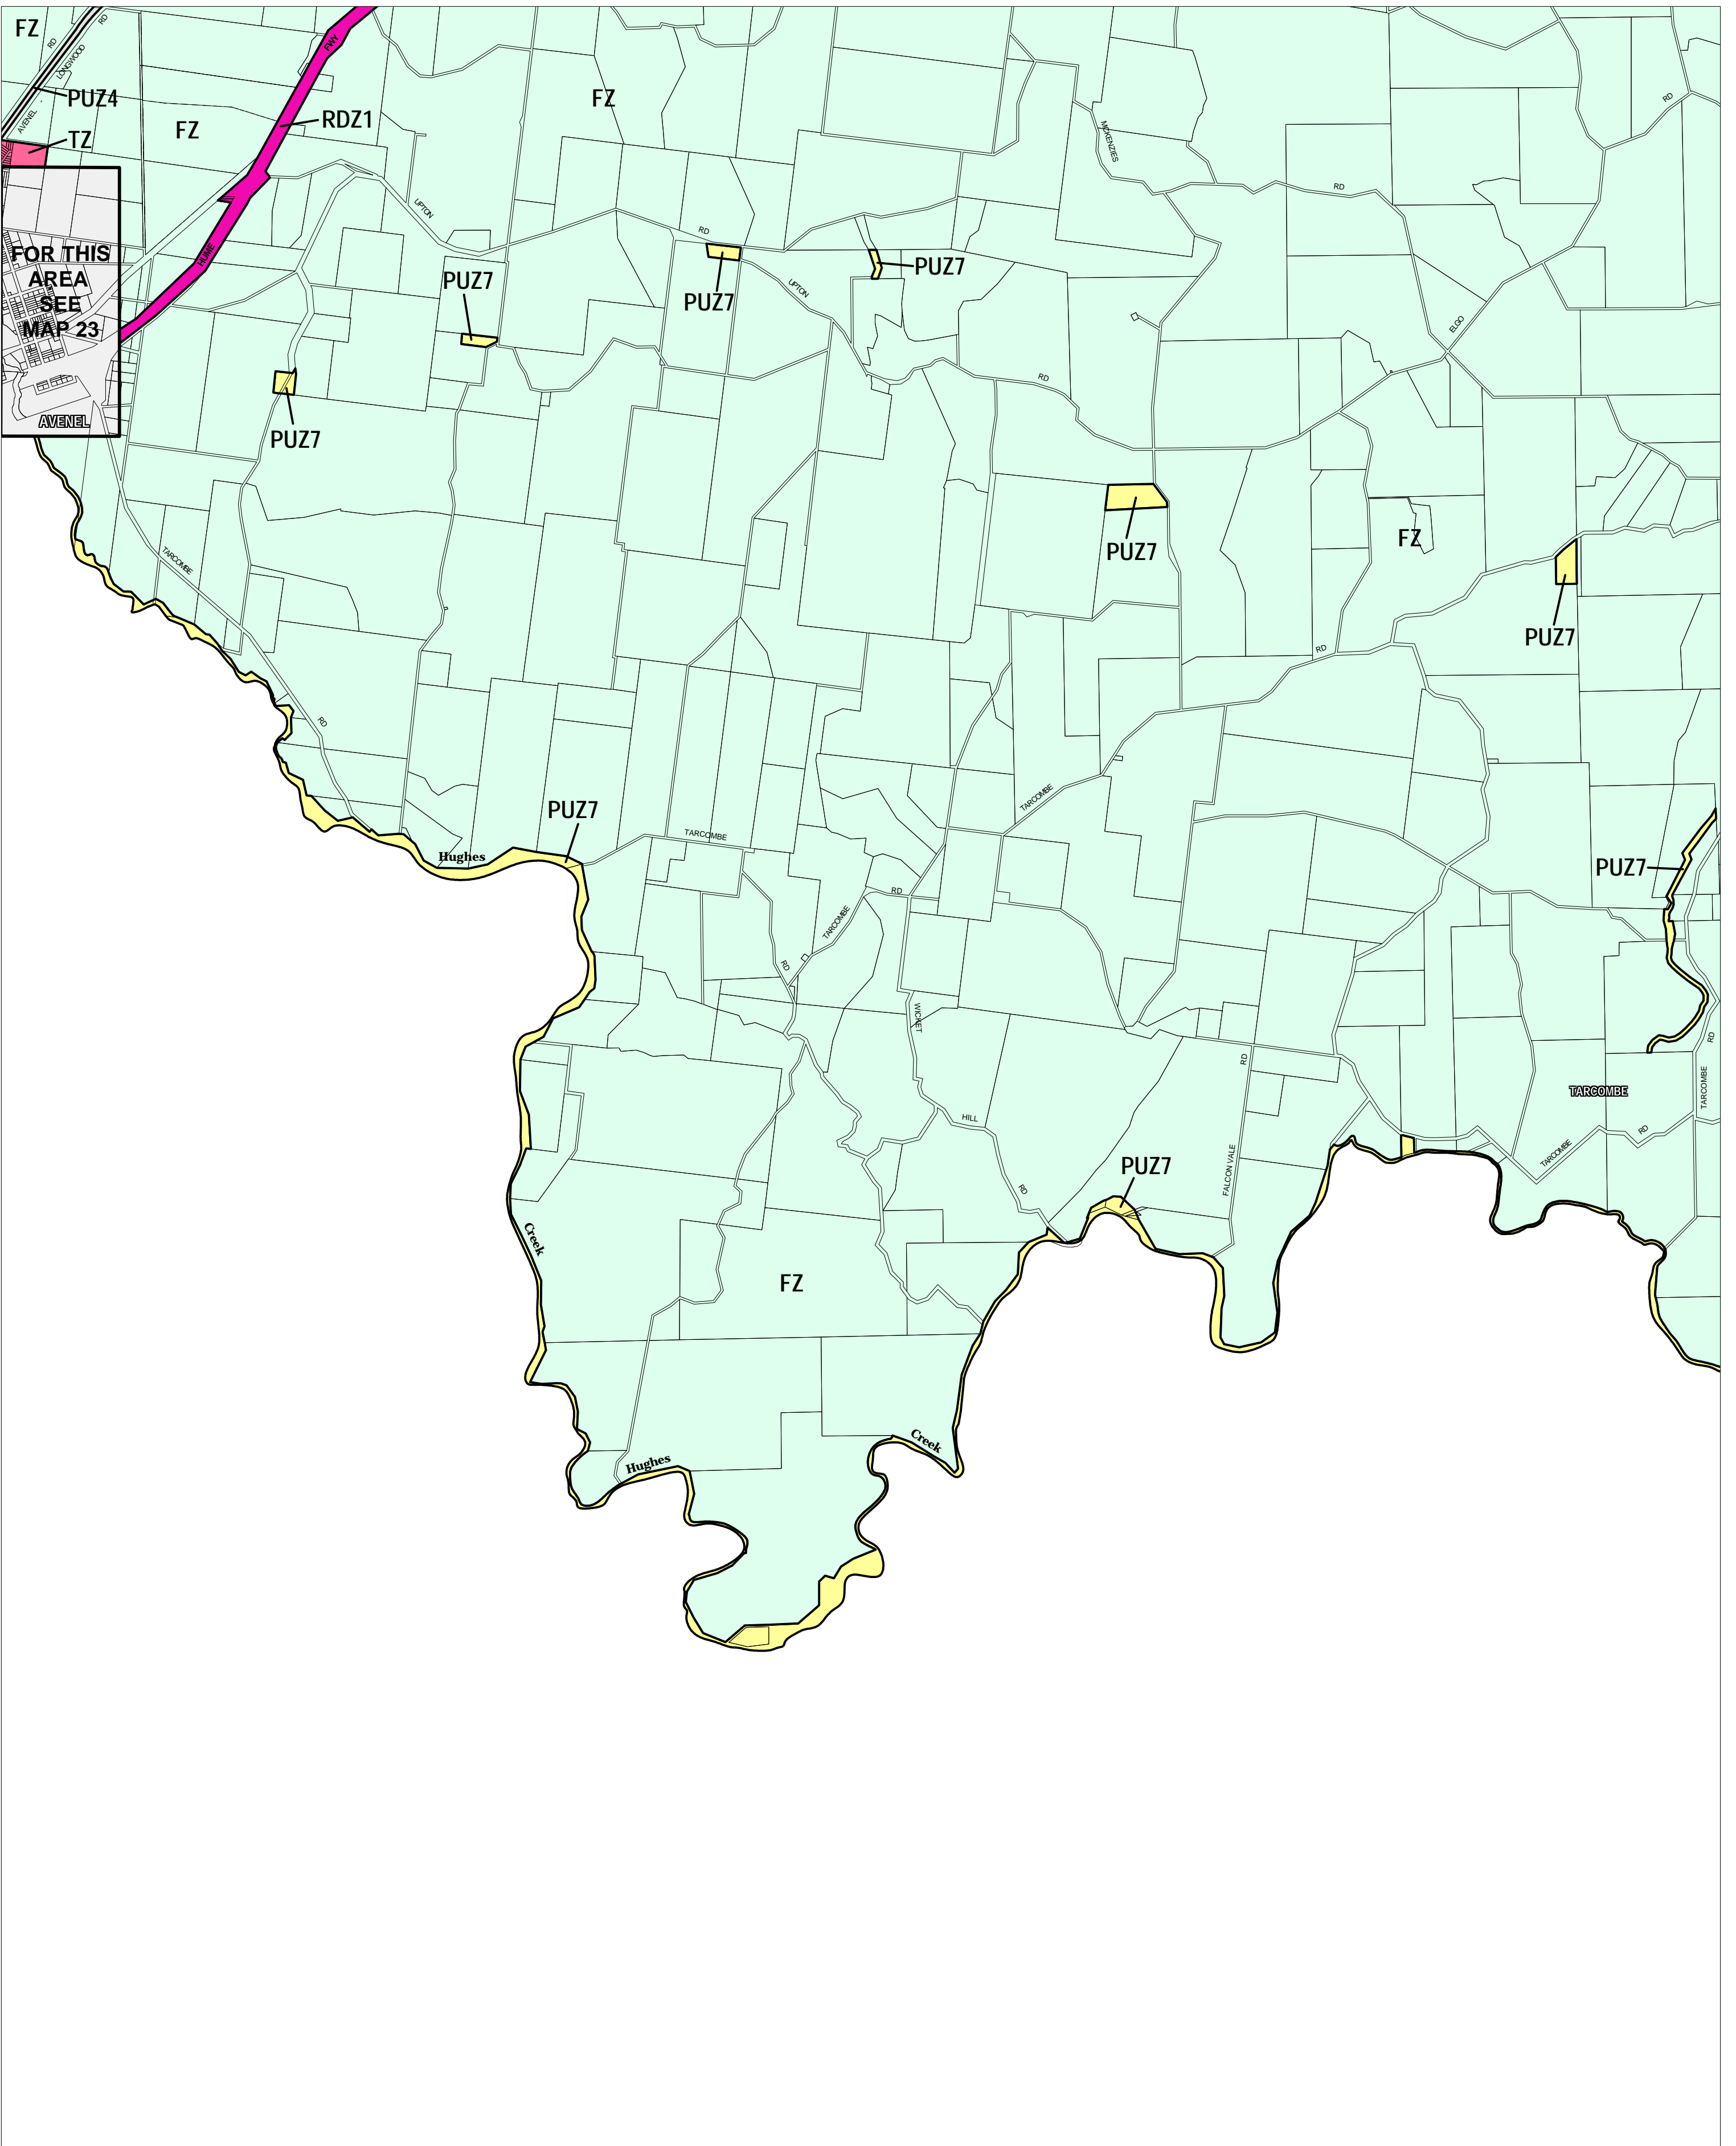 FZ
RD
RD
LONGWOOD
FWY
PUZ4
FZ
RD
AVENEL
RDZ1
FZ
TZ
MCKENZIES
RD
UPTON
RD
FOR THIS
AREA
SEE
MAP 23
HUME
PUZ7
PUZ7
PUZ7
UPTON
ELGO
RD
AVENEL
PUZ7
PUZ7
FZ
TARCOMBE
PUZ7
RD
RD
PUZ7
TARCOMBE
TARCOMBE
Hughes
PUZ7
RD
TARCOMBE
RD
WICKET
RD
RD
TARCOMBE
TARCOMBE
HILL
RD
TARCOMBE
PUZ7
FALCON VALE
RD
Creek
FZ
Creek
Hughes